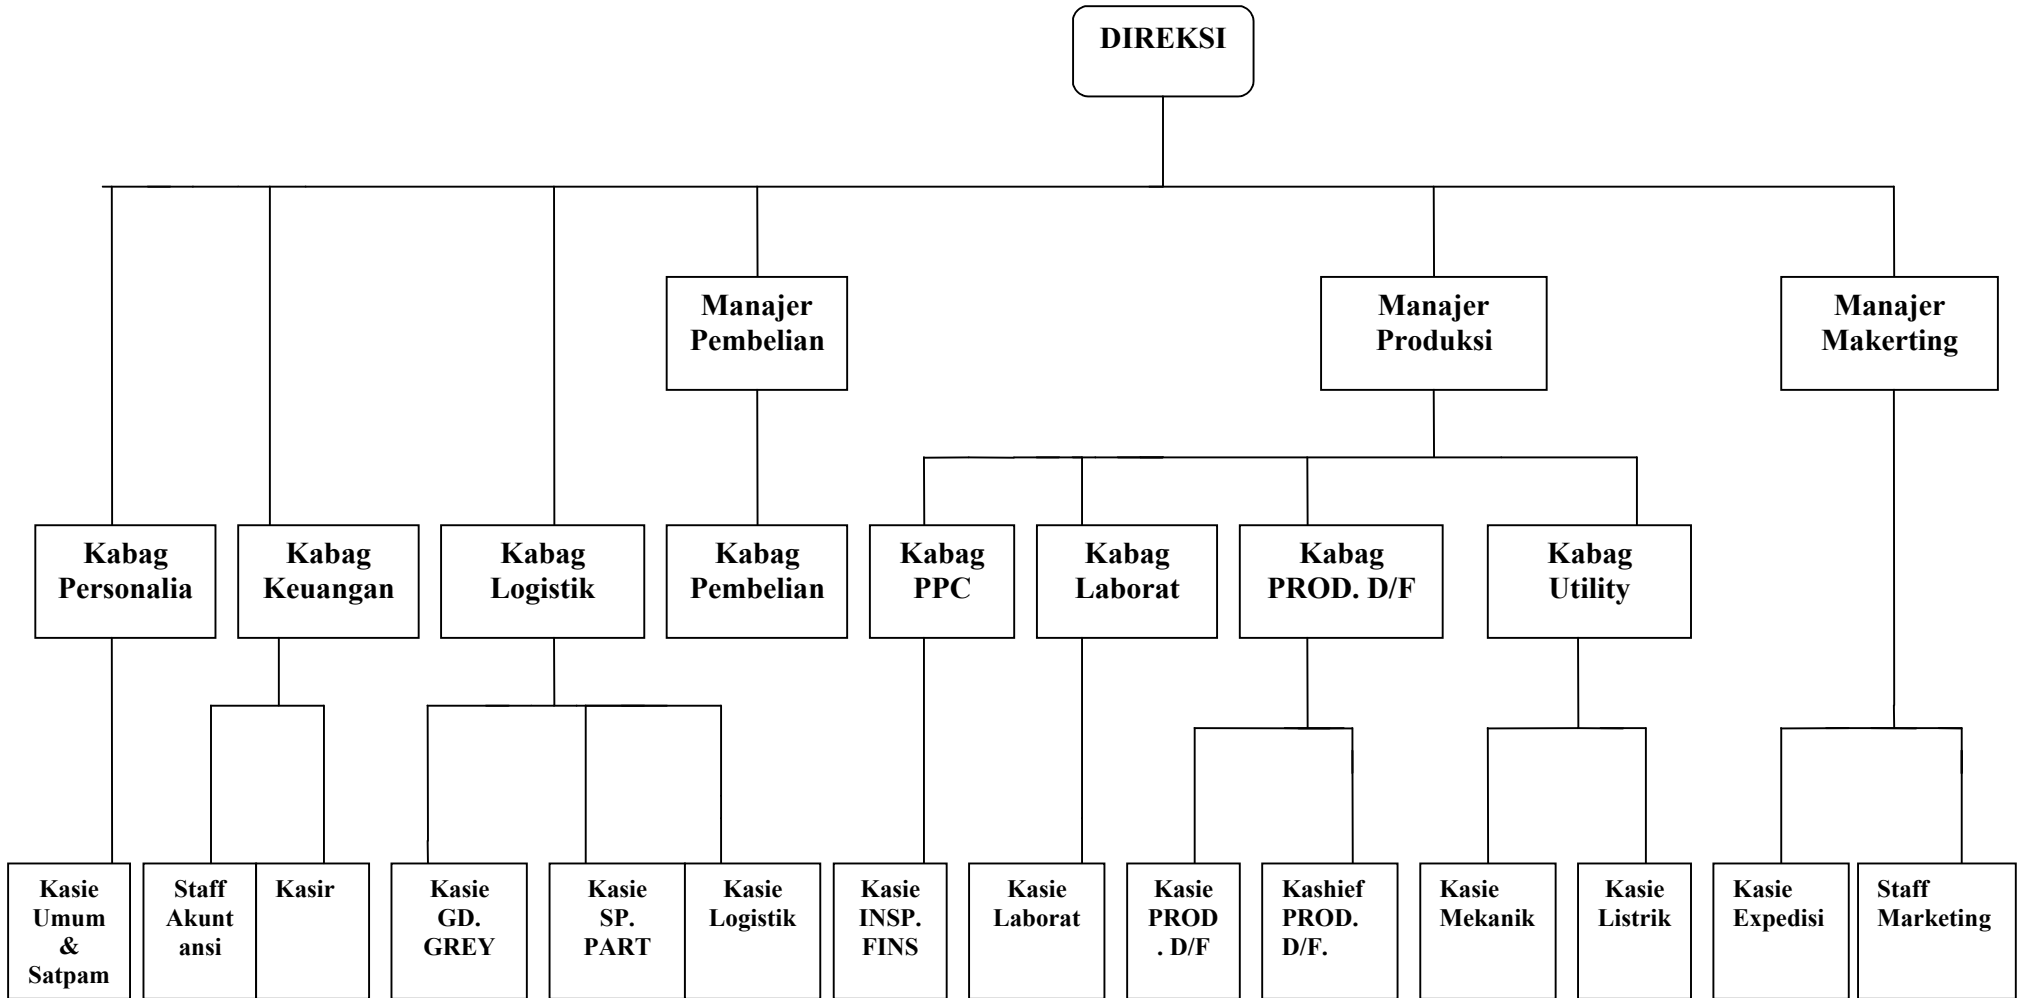 DIREKSI
Manajer
Pembelian
Manajer
Produksi
Manajer
Makerting
Kabag
Personalia
Kabag
Keuangan
Kabag
Logistik
Kabag
Pembelian
Kabag
PPC
Kabag
Laborat
Kabag
PROD. D/F
Kabag
Utility
Kasie
Umum
&
Satpam
Staff
Akunt
ansi
Kasir
Kasie
GD.
GREY
Kasie
SP.
PART
Kasie
Logistik
Kasie
INSP.
FINS
Kasie
Laborat
Kasie
PROD
. D/F
Kashief
PROD.
D/F.
Kasie
Mekanik
Kasie
Listrik
Kasie
Expedisi
Staff
Marketing